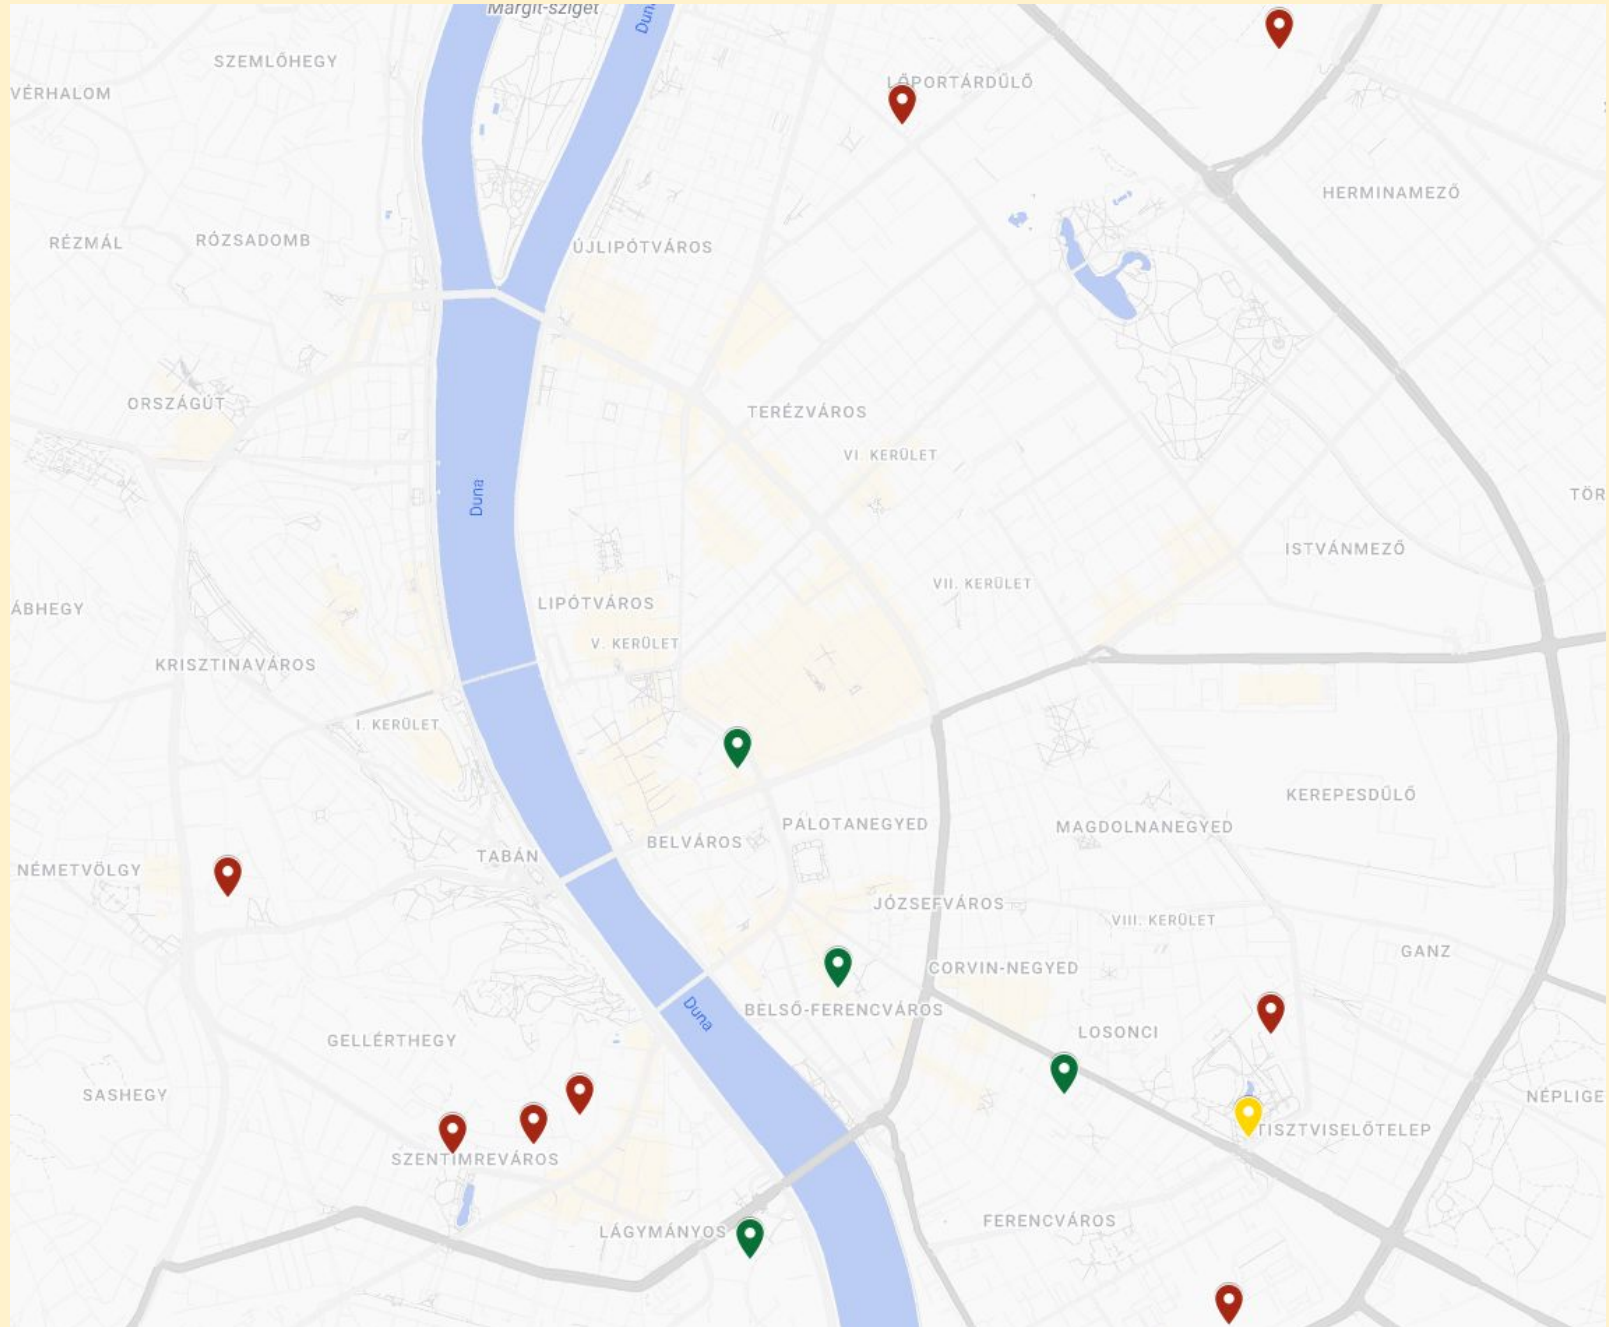 Margit-sziget
Duna
SZEMLŐHEGY
LŐPORTÁRDŰLŐ
VÉRHALOM
HERMINAMEZŐ
RÉZMÁL
RÓZSADOMB
ÚJLIPÓTVÁROS
ORSZÁGÚT
TERÉZVÁROS
VI. KERÜLET
Duna
TÖR
ISTVÁNMEZŐ
VII. KERÜLET
ÁBHEGY
LIPÓTVÁROS
V. KERÜLET
KRISZTINAVÁROS
I. KERÜLET
KEREPESDŰLŐ
PALOTANEGYED
MAGDOLNANEGYED
BELVÁROS
TABÁN
NÉMETVÖLGY
JÓZSEFVÁROS
VIII. KERÜLET
GANZ
CORVIN-NEGYED
BELSŐ-FERENCVÁROS
Duna
LOSONCI
GELLÉRTHEGY
SASHEGY
NÉPLIGE
TISZTVISELŐTELEP
SZENTIMREVÁROS
FERENCVÁROS
LÁGYMÁNYOS